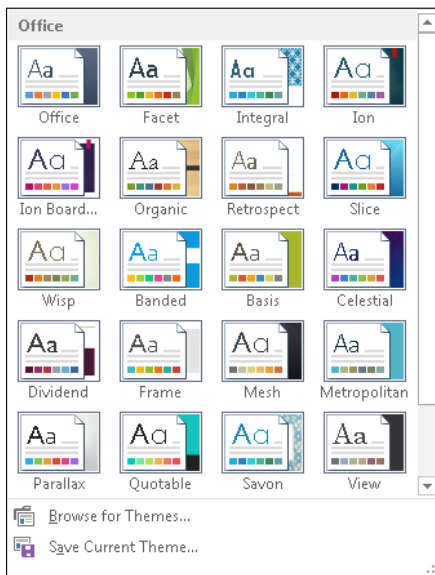 Office
Aa Aa Aa Aa
Office Facet Integral Ion
Aa Aa Aa Aa
Ion Board... Organic Retrospect Slice
Aa Aa Aa Aa
Wisp Banded Basis Celestial
Aa Aa Aa Aa
Dividend Frame Mesh Metropolitan
Aa Aa Aa Aa
Parallax Quotable Savon View
Browse for Themes...
Save Current Theme...